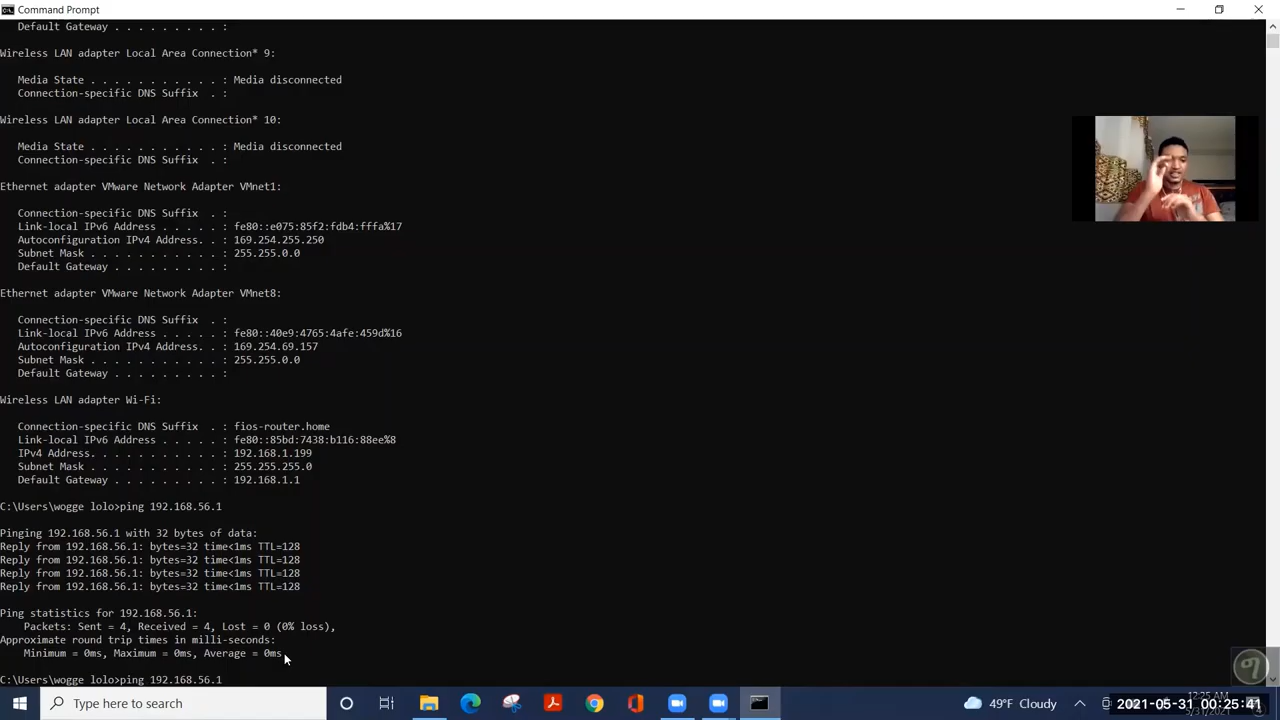 Command Prompt
Default Gateway . . . . . . . . . :
Wireless LAN adapter Local Area Connection* 9:
Media State . . . . . . . . . . . : Media disconnected
Connection-specific DNS Suffix  . :
Wireless LAN adapter Local Area Connection* 10:
Media State . . . . . . . . . . . : Media disconnected
Connection-specific DNS Suffix  . :
Ethernet adapter VMware Network Adapter VMnet1:
Connection-specific DNS Suffix  . :
Link-local IPv6 Address . . . . . : fe80::e075:85f2:fdb4:fffa%17
Autoconfiguration IPv4 Address. . : 169.254.255.250
Subnet Mask . . . . . . . . . . . : 255.255.0.0
Default Gateway . . . . . . . . . :
Ethernet adapter VMware Network Adapter VMnet8:
Connection-specific DNS Suffix  . :
Link-local IPv6 Address . . . . . : fe80::40e9:4765:4afe:459d%16
Autoconfiguration IPv4 Address. . : 169.254.69.157
Subnet Mask . . . . . . . . . . . : 255.255.0.0
Default Gateway . . . . . . . . . :
Wireless LAN adapter Wi-Fi:
Connection-specific DNS Suffix  . : fios-router.home
Link-local IPv6 Address . . . . . : fe80::85bd:7438:b116:88ee%8
IPv4 Address. . . . . . . . . . . : 192.168.1.199
Subnet Mask . . . . . . . . . . . : 255.255.255.0
Default Gateway . . . . . . . . . : 192.168.1.1
C:\Users\wogge lolo>ping 192.168.56.1
Pinging 192.168.56.1 with 32 bytes of data:
Reply from 192.168.56.1: bytes=32 time<1ms TTL=128
Reply from 192.168.56.1: bytes=32 time<1ms TTL=128
Reply from 192.168.56.1: bytes=32 time<1ms TTL=128
Reply from 192.168.56.1: bytes=32 time<1ms TTL=128
Ping statistics for 192.168.56.1:
Packets: Sent = 4, Received = 4, Lost = 0 (0% loss),
Approximate round trip times in milli-seconds:
Minimum = 0ms, Maximum = 0ms, Average = 0ms
C:\Users\wogge lolo>ping 192.168.56.1
Type here to search
49°F Cloudy
12:25 AM
2021-05-31 00:25:41